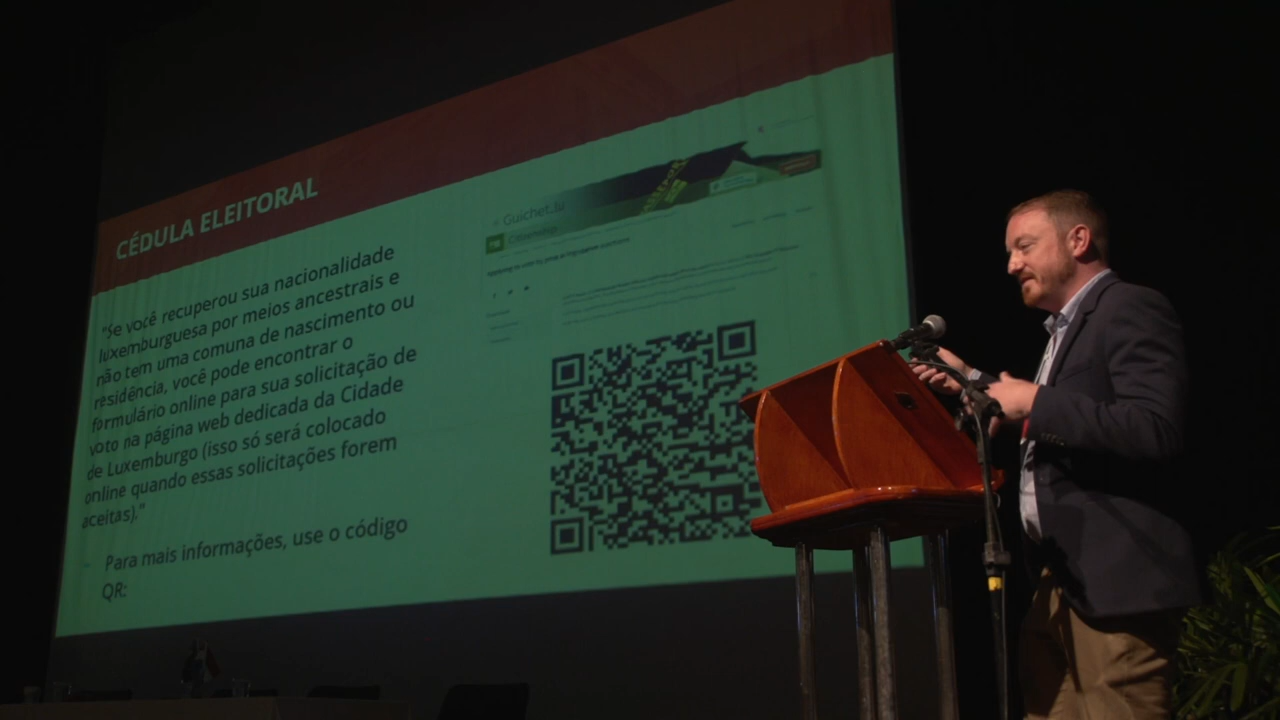 CÉDULA ELEITORAL
"Se você recuperou sua nacionalidade
luxemburguesa por meios ancestrais e
não tem uma comuna de nascimento ou
residência, você pode encontrar o
formulário online para sua solicitação de
voto na página web dedicada da Cidade
de Luxemburgo (isso só será colocado
online quando essas solicitações forem
aceitas)."
Para mais informações, use o código
QR:
Guichet.lu
Citizenship